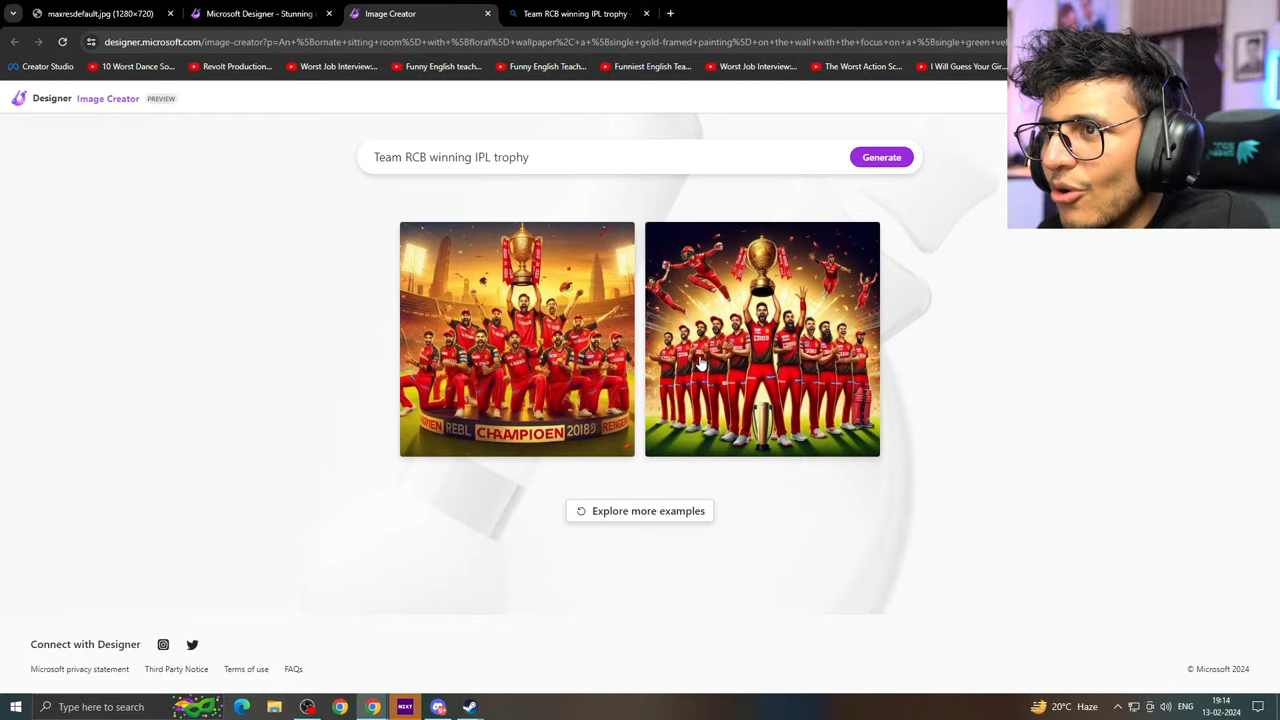 maxresdefault.jpg (1280×720)
Microsoft Designer - Stunning
Image Creator
Team RCB winning IPL trophy -
designer.microsoft.com/image-creator?p=An+%5Bornate+sitting+room%5D+with+%5Bfloral%5D+wallpaper%2C+a+%5Bsingle+gold-framed+painting%5D+on+the+wall+with+the+focus+on+a+%5Bsingle+green+vel
Creator Studio
10 Worst Dance So...
Revolt Production...
Worst Job Interview:...
Funny English teach...
Funny English Teach...
Funniest English Tea...
Worst Job Interview:...
The Worst Action Sc...
I Will Guess Your Gir...
Designer Image Creator PREVIEW
Team RCB winning IPL trophy
Generate
REBL CHAMPIOEN
Explore more examples
Connect with Designer
Microsoft privacy statement
Third Party Notice
Terms of use
FAQs
© Microsoft 2024
Type here to search
NIXT
20°C Haze
ENG
19:14
13-02-2024